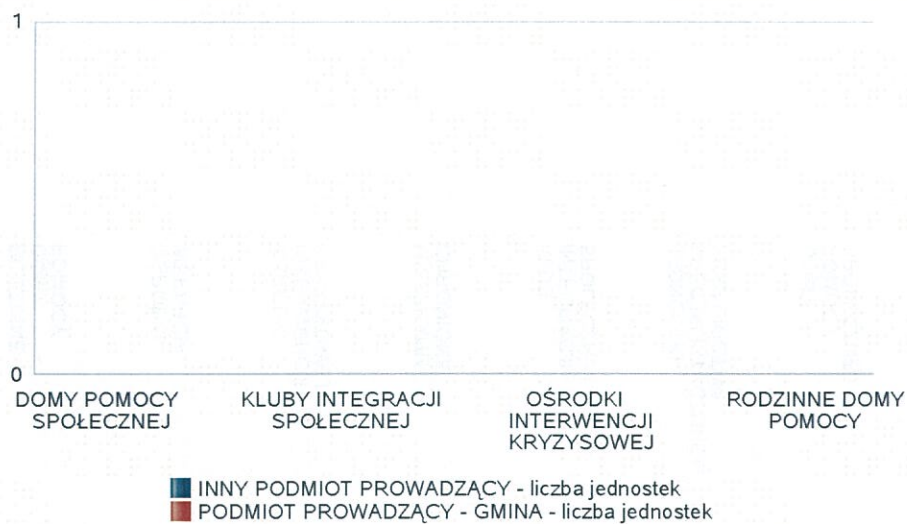 1
0
DOMY POMOCY
SPOŁECZNEJ
KLUBY INTEGRACJI
SPOŁECZNEJ
OŚRODKI
INTERWENCJI
KRYZYSOWEJ
RODZINNE DOMY
POMOCY
INNY PODMIOT PROWADZĄCY - liczba jednostek
PODMIOT PROWADZĄCY - GMINA - liczba jednostek